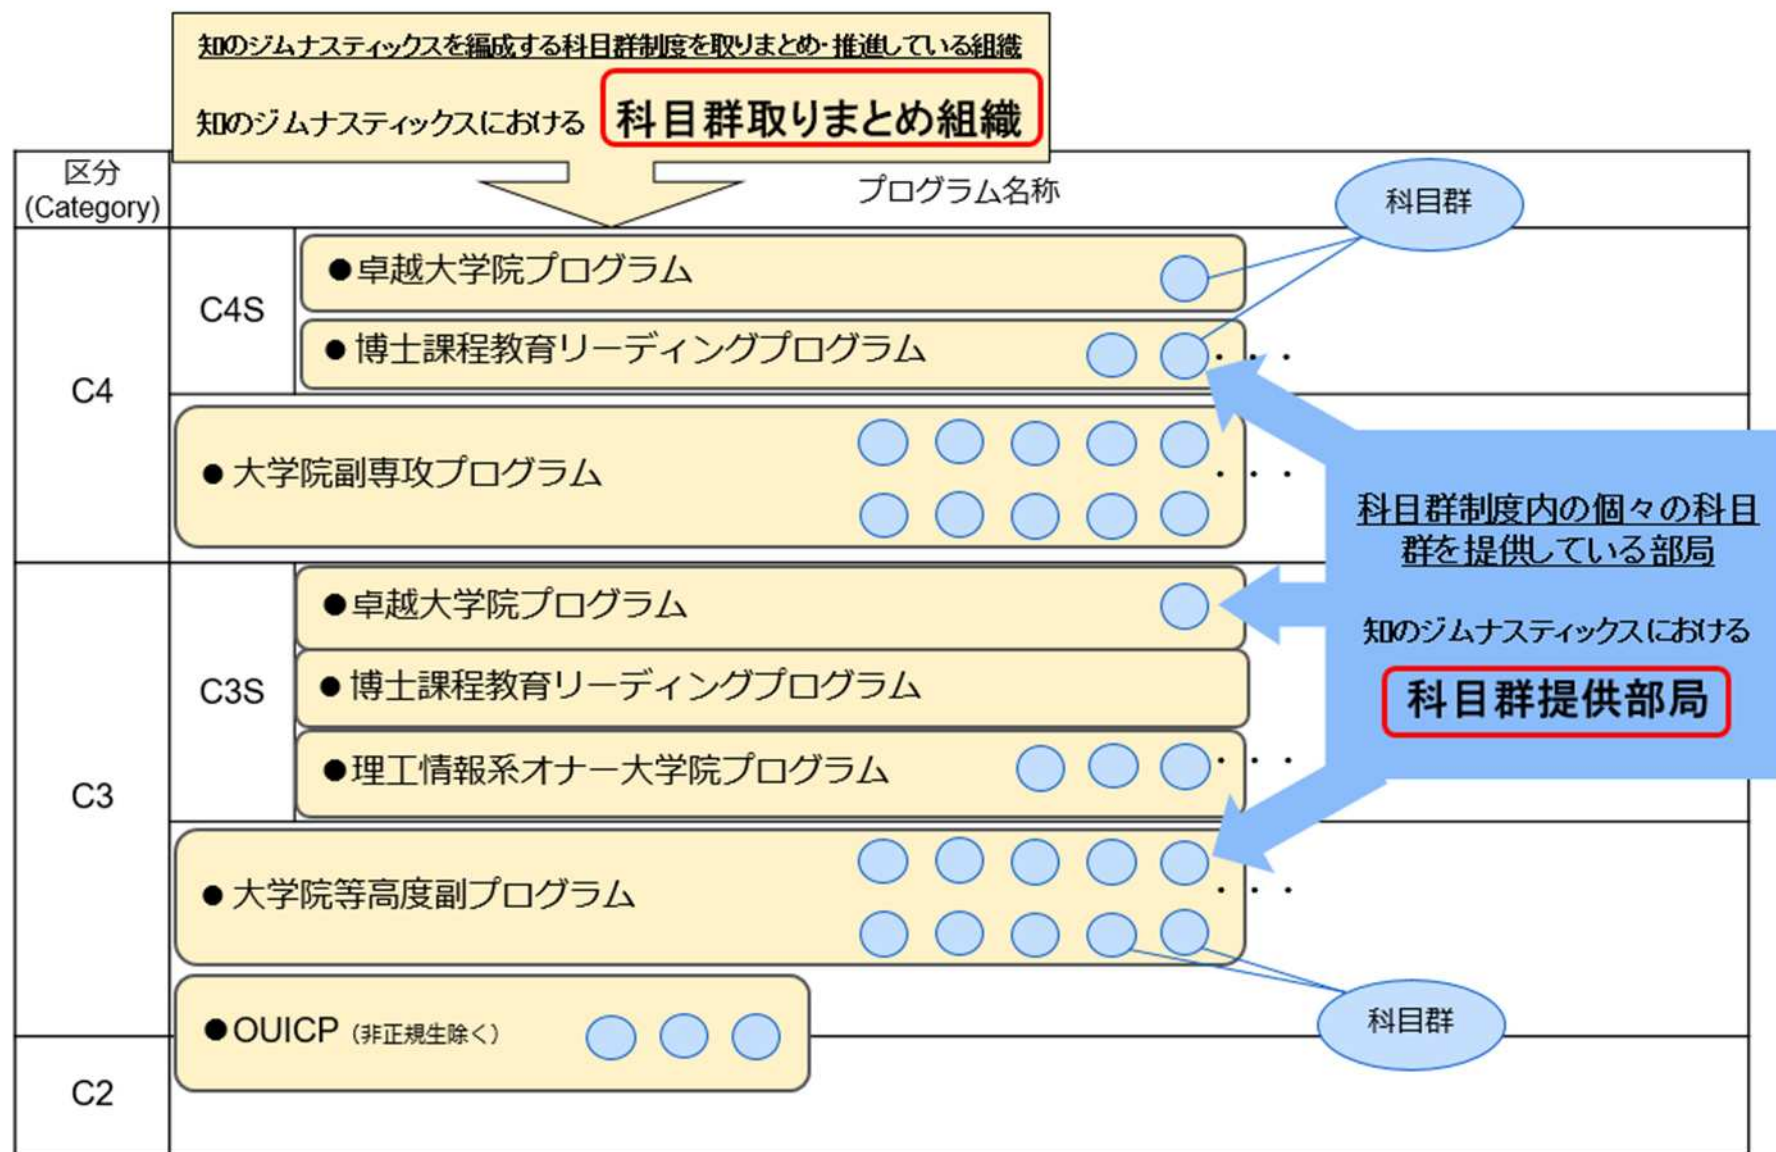 知のジムナスティックスを編成する科目群制度を取りまとめ・推進している組織
知のジムナスティックスにおける 科目群取りまとめ組織
区分
(Category)
プログラム名称
科目群
C4
C4S
●卓越大学院プログラム
●博士課程教育リーディングプログラム
・・・
●大学院副専攻プログラム
・・・
科目群制度内の個々の科目
群を提供している部局
知のジムナスティックスにおける
科目群提供部局
C3
C3S
●卓越大学院プログラム
●博士課程教育リーディングプログラム
●理工情報系オナー大学院プログラム
・・・
●大学院等高度副プログラム
・・・
●OUICP（非正規生除く）
科目群
C2